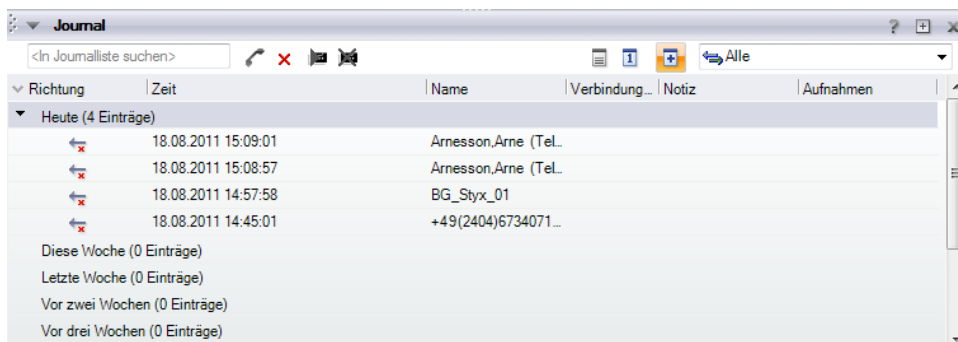 Journal ?
<In Journalliste suchen> 1 Alle
Richtung Zeit Name Verbindung... Notiz Aufnahmen
Heute (4 Einträge)
18.08.2011 15:09:01 Arnesson,Arne (Tel...
18.08.2011 15:08:57 Arnesson,Arne (Tel...
18.08.2011 14:57:58 BG_Styx_01
18.08.2011 14:45:01 +49(2404)6734071...
Diese Woche (0 Einträge)
Letzte Woche (0 Einträge)
Vor zwei Wochen (0 Einträge)
Vor drei Wochen (0 Einträge)